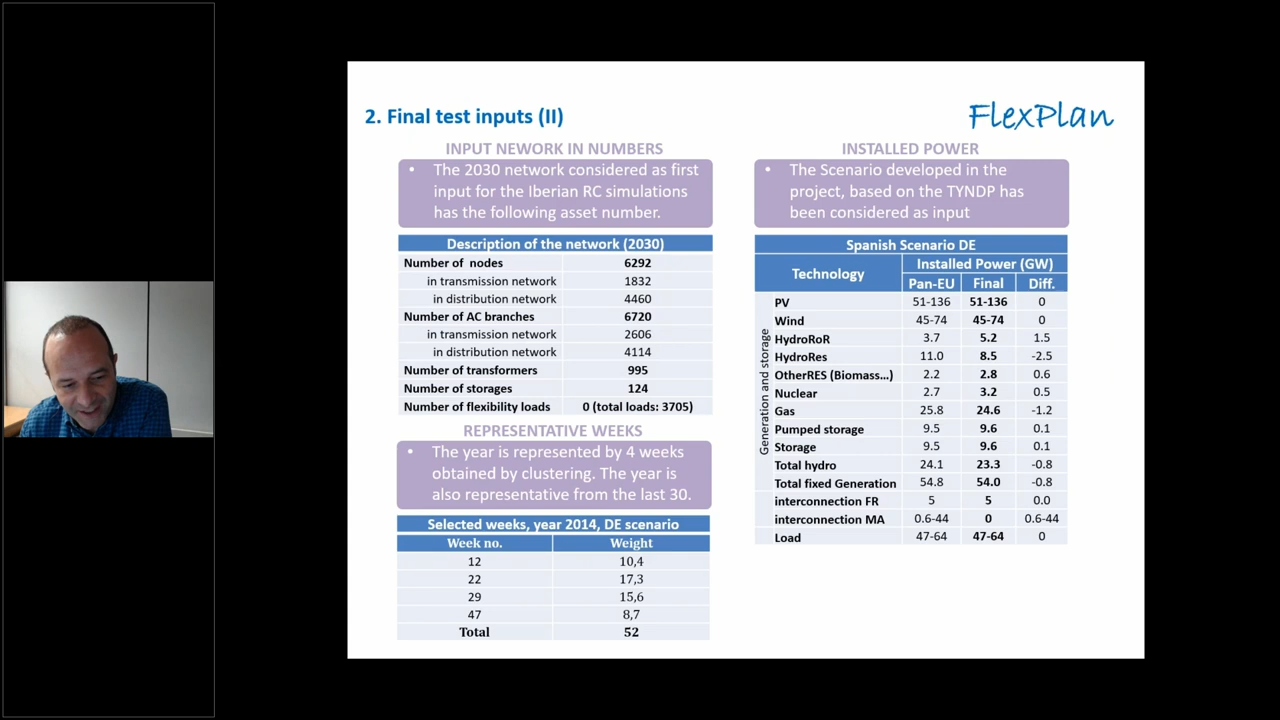 2. Final test inputs (II)
FlexPlan
INPUT NEWORK IN NUMBERS
• The 2030 network considered as first
input for the Iberian RC simulations
has the following asset number.
Description of the network (2030)
Number of nodes 6292
in transmission network 1832
in distribution network 4460
Number of AC branches 6720
in transmission network 2606
in distribution network 4114
Number of transformers 995
Number of storages 124
Number of flexibility loads 0 (total loads: 3705)
REPRESENTATIVE WEEKS
• The year is represented by 4 weeks
obtained by clustering. The year is
also representative from the last 30.
Selected weeks, year 2014, DE scenario
Week no. Weight
12 10,4
22 17,3
29 15,6
47 8,7
Total 52
INSTALLED POWER
• The Scenario developed in the
project, based on the TYNDP has
been considered as input
Spanish Scenario DE
Technology Installed Power (GW)
Pan-EU Final Diff.
Generation and storage
PV 51-136 51-136 0
Wind 45-74 45-74 0
HydroRoR 3.7 5.2 1.5
HydroRes 11.0 8.5 -2.5
OtherRES (Biomass...) 2.2 2.8 0.6
Nuclear 2.7 3.2 0.5
Gas 25.8 24.6 -1.2
Pumped storage 9.5 9.6 0.1
Storage 9.5 9.6 0.1
Total hydro 24.1 23.3 -0.8
Total fixed Generation 54.8 54.0 -0.8
interconnection FR 5 5 0.0
interconnection MA 0.6-44 0 0.6-44
Load 47-64 47-64 0